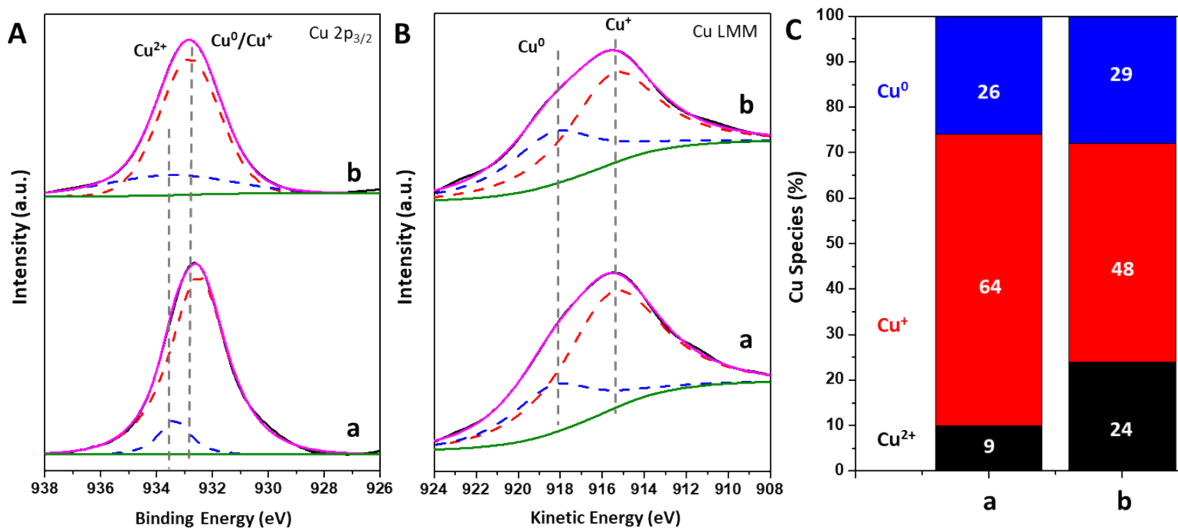 A
Cu 2p3/2
Cu²⁺
Cu⁰/Cu⁺
b
a
Intensity (a.u.)
938 936 934 932 930 928 926
Binding Energy (eV)
B
Cu LMM
Cu⁰
Cu⁺
b
a
Intensity (a.u.)
924 922 920 918 916 914 912 910 908
Kinetic Energy (eV)
C
Cu Species (%)
100
90
80
70
60
50
40
30
20
10
0
Cu⁰
26
29
Cu⁺
64
48
Cu²⁺
9
24
a
b